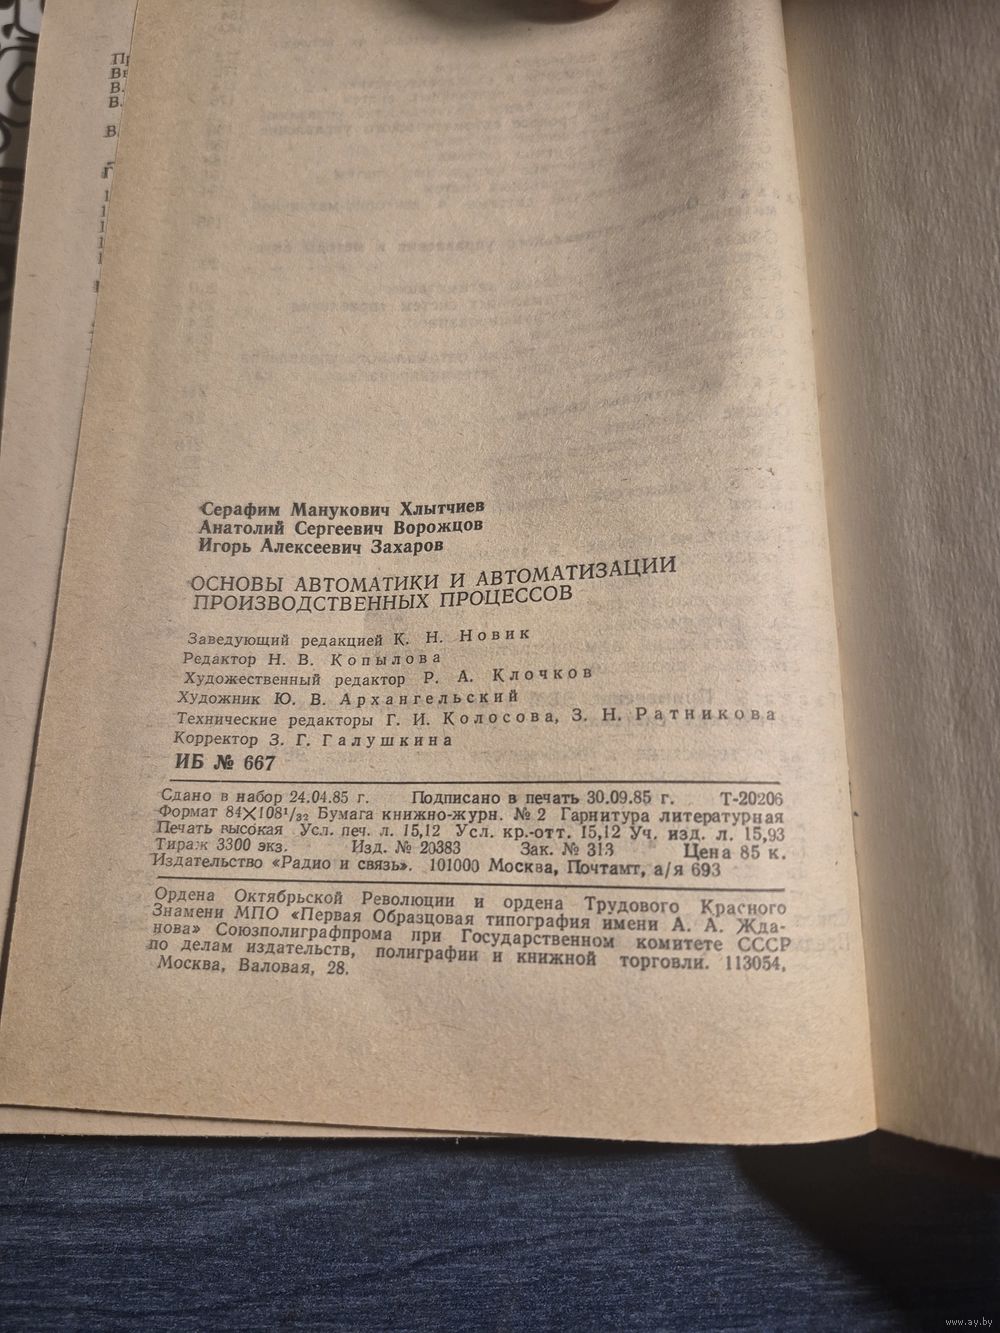 Серафим Манукович Хлытчиев
Анатолий Сергеевич Ворожцов
Игорь Алексеевич Захаров
ОСНОВЫ АВТОМАТИКИ И АВТОМАТИЗАЦИИ
ПРОИЗВОДСТВЕННЫХ ПРОЦЕССОВ
Заведующий редакцией К. Н. Новик
Редактор Н. В. Копылова
Художественный редактор Р. А. Клочков
Художник Ю. В. Архангельский
Технические редакторы Г. И. Колосова, З. Н. Ратникова
Корректор З. Г. Галушкина
ИБ № 667
Сдано в набор 24.04.85 г. Подписано в печать 30.09.85 г. Т-20206
Формат 84×108¹/₃₂ Бумага книжно-журн. № 2 Гарнитура литературная
Печать высокая Усл. печ. л. 15,12 Усл. кр.-отт. 15,12 Уч. изд. л. 15,93
Тираж 3300 экз. Изд. № 20383 Зак. № 313 Цена 85 к.
Издательство «Радио и связь». 101000 Москва, Почтамт, а/я 693
Ордена Октябрьской Революции и ордена Трудового Красного
Знамени МПО «Первая Образцовая типография имени А. А. Жда-
нова» Союзполиграфпрома при Государственном комитете СССР
по делам издательств, полиграфии и книжной торговли. 113054,
Москва, Валовая, 28.
www.ay.by